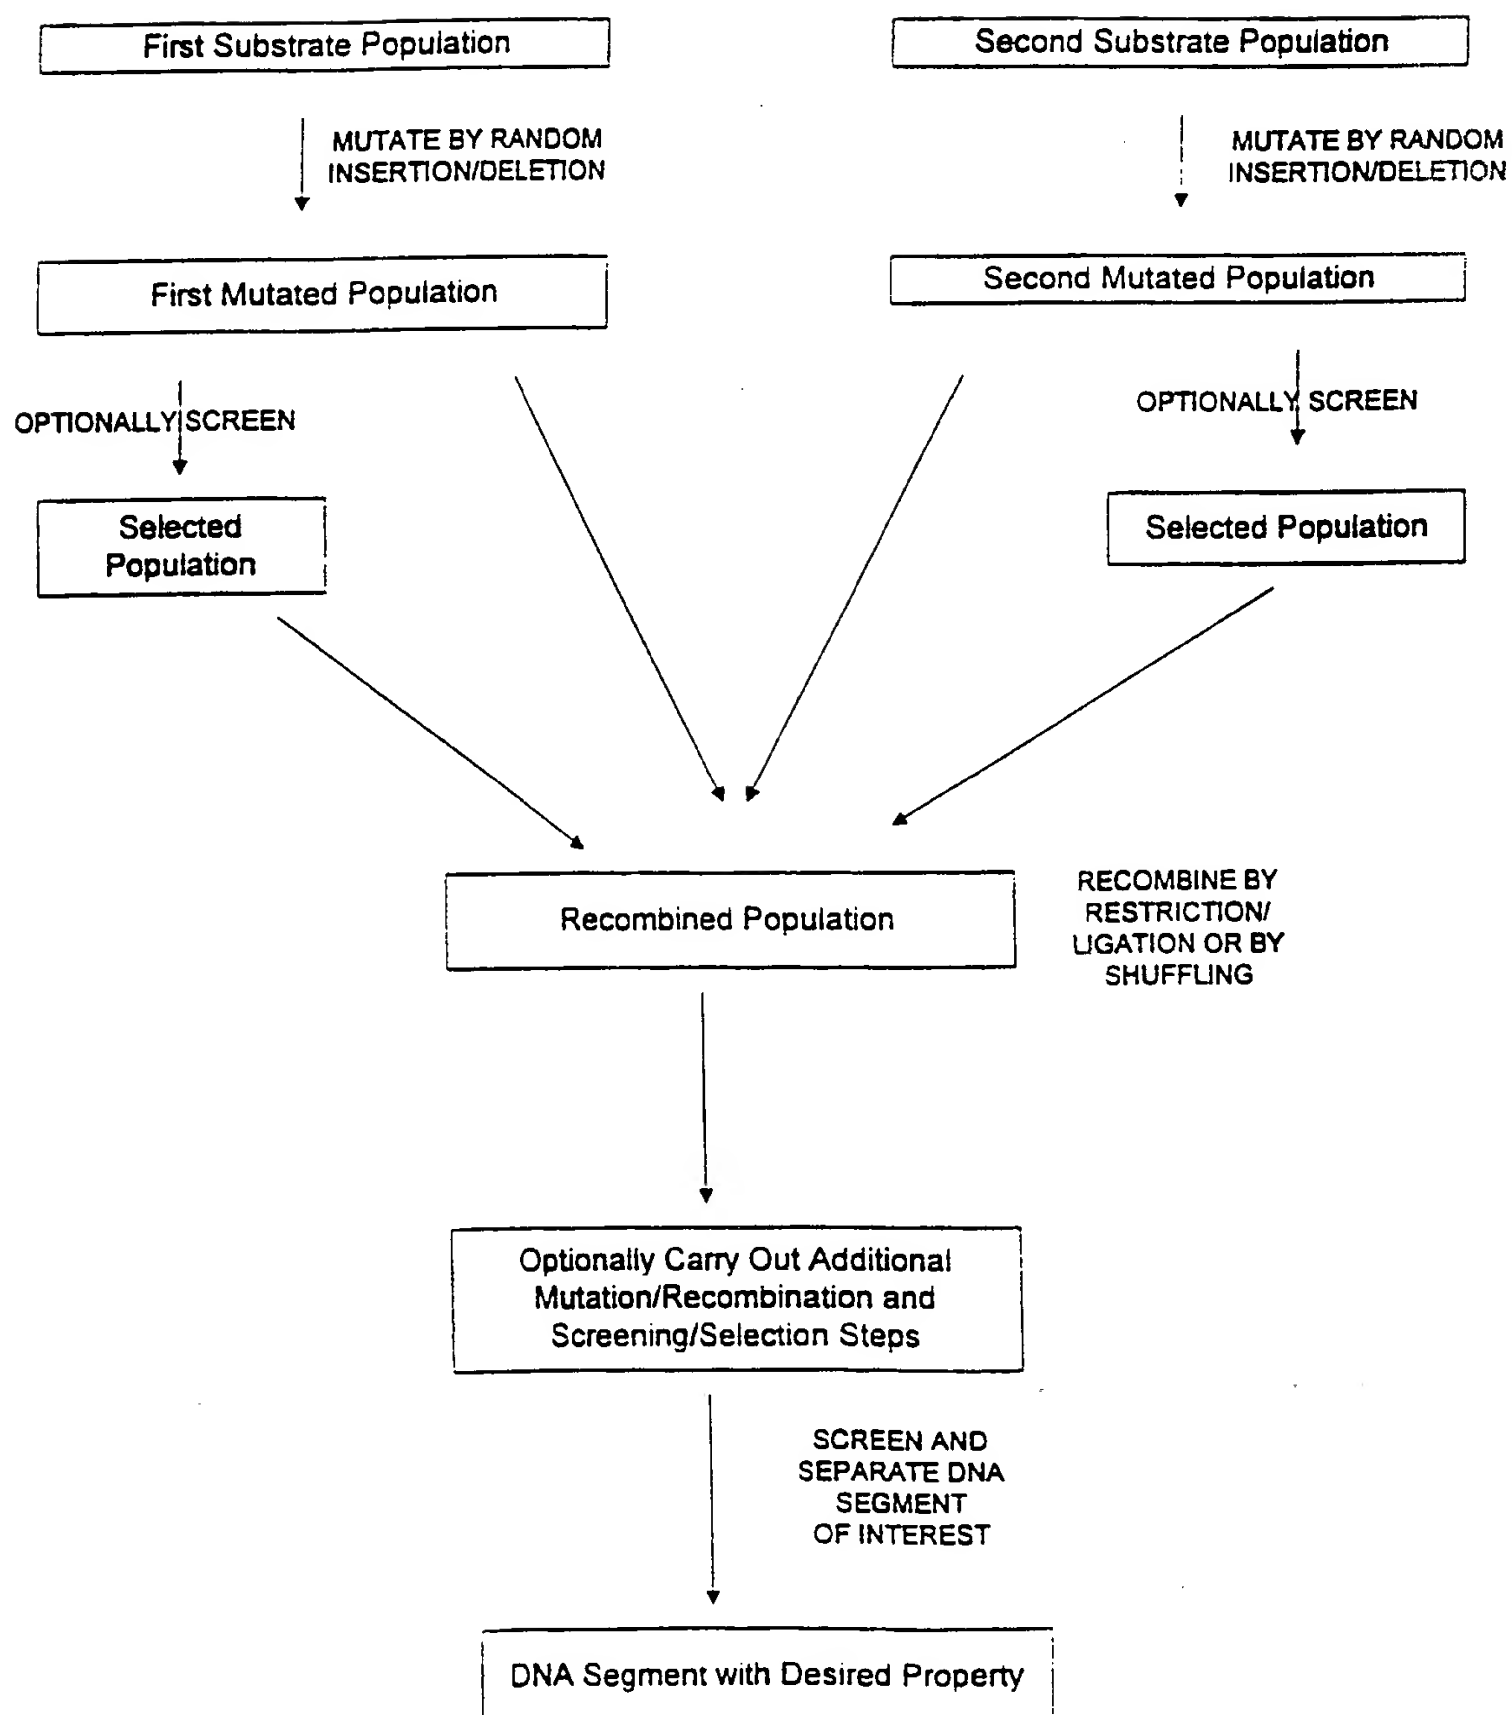 First Substrate Population
Second Substrate Population
MUTATE BY RANDOM
INSERTION/DELETION
MUTATE BY RANDOM
INSERTION/DELETION
First Mutated Population
Second Mutated Population
OPTIONALLY SCREEN
OPTIONALLY SCREEN
Selected
Population
Selected Population
Recombined Population
RECOMBINE BY
RESTRICTION/
LIGATION OR BY
SHUFFLING
Optionally Carry Out Additional
Mutation/Recombination and
Screening/Selection Steps
SCREEN AND
SEPARATE DNA
SEGMENT
OF INTEREST
DNA Segment with Desired Property